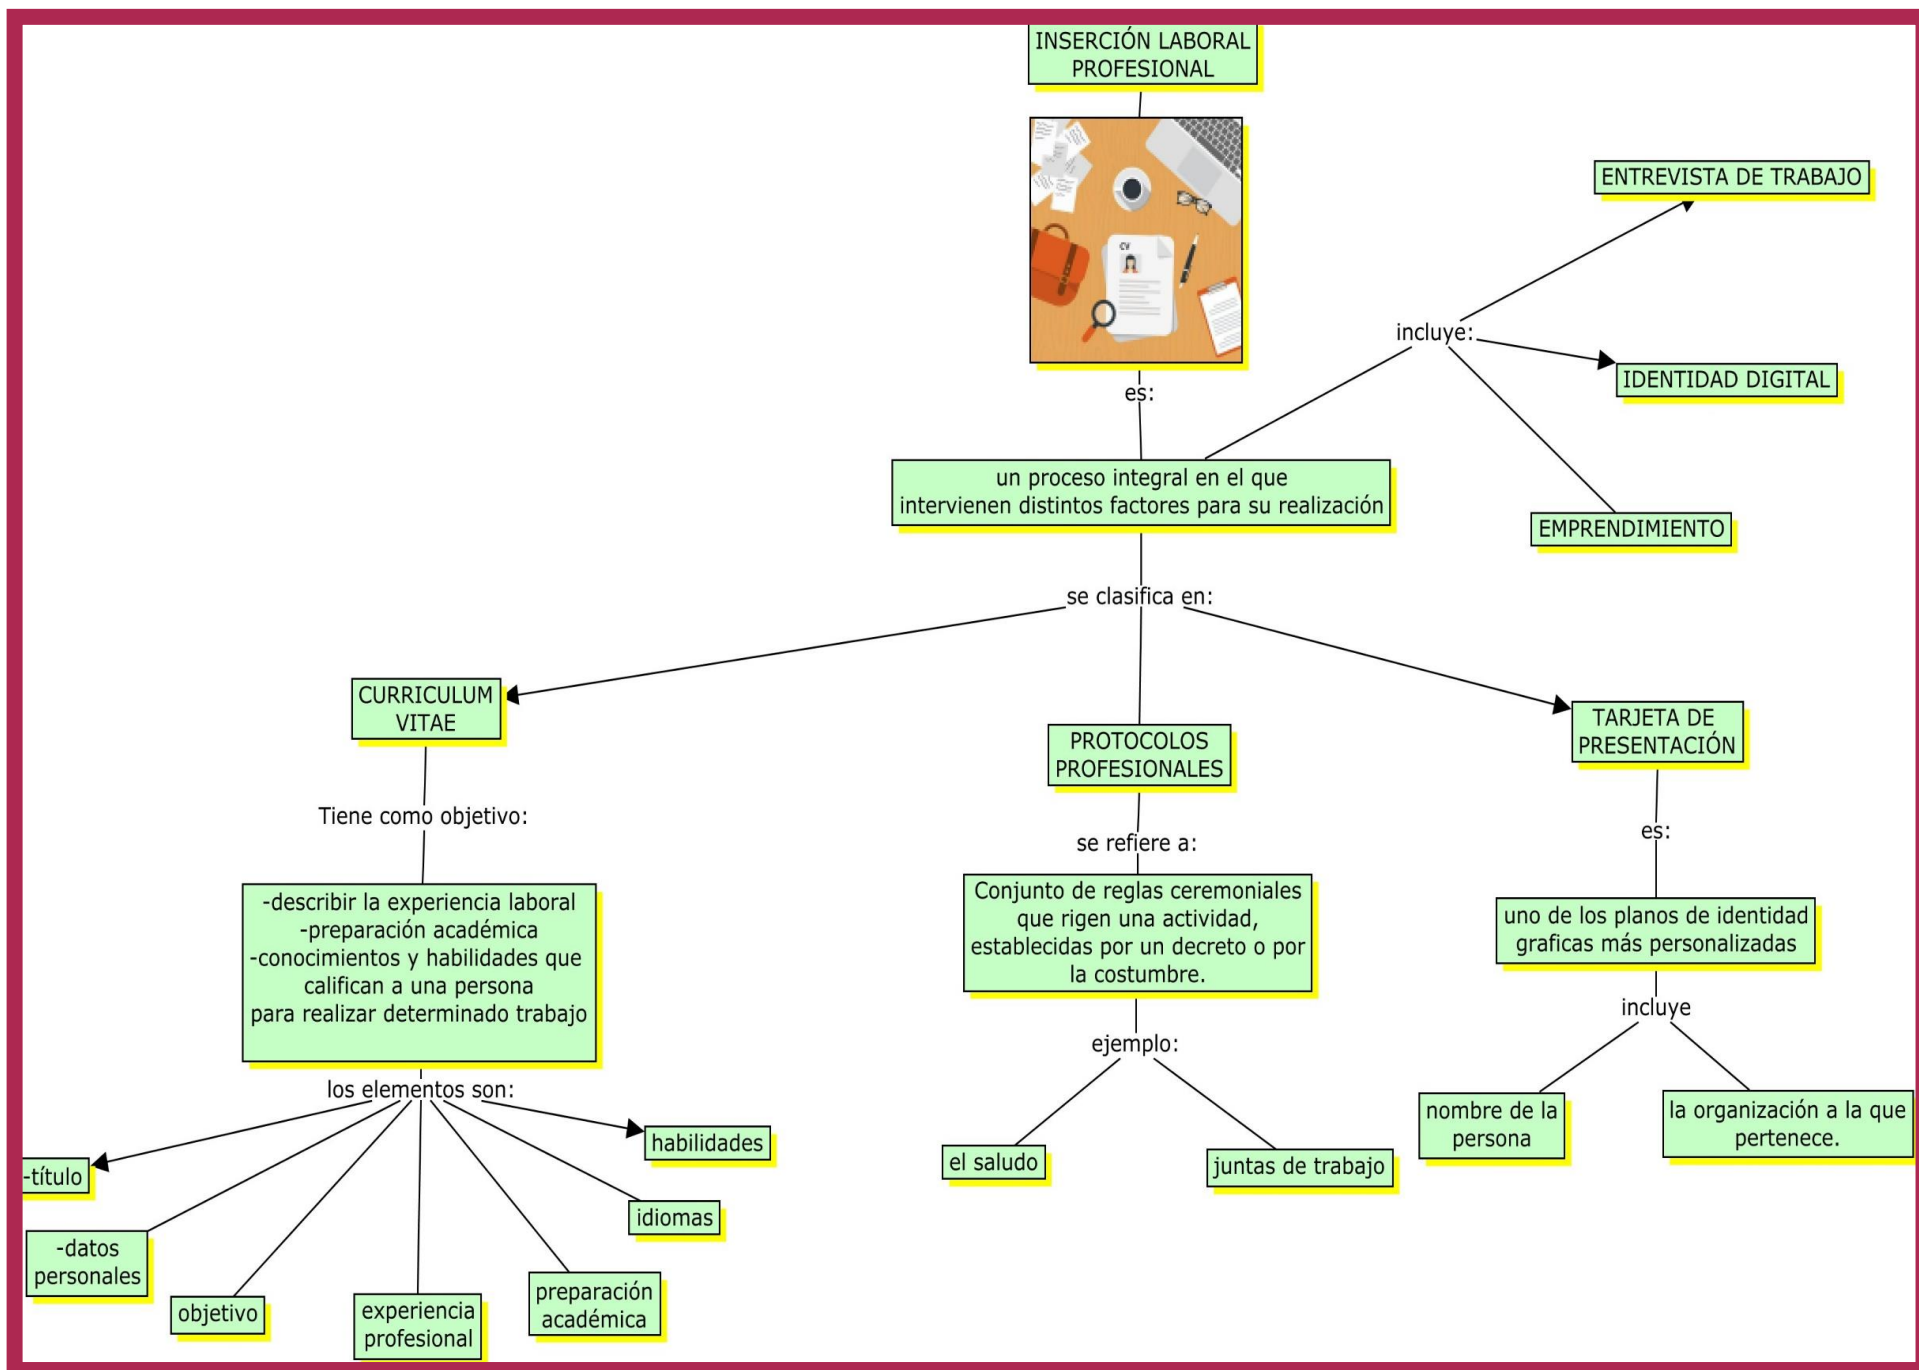 INSERCIÓN LABORAL
PROFESIONAL
CV
ENTREVISTA DE TRABAJO
incluye:
IDENTIDAD DIGITAL
EMPRENDIMIENTO
es:
un proceso integral en el que
intervienen distintos factores para su realización
se clasifica en:
CURRICULUM
VITAE
Tiene como objetivo:
-describir la experiencia laboral
-preparación académica
-conocimientos y habilidades que
califican a una persona
para realizar determinado trabajo
los elementos son:
-título
-datos
personales
objetivo
experiencia
profesional
preparación
académica
idiomas
habilidades
PROTOCOLOS
PROFESIONALES
se refiere a:
Conjunto de reglas ceremoniales
que rigen una actividad,
establecidas por un decreto o por
la costumbre.
ejemplo:
el saludo
juntas de trabajo
TARJETA DE
PRESENTACIÓN
es:
uno de los planos de identidad
graficas más personalizadas
incluye
nombre de la
persona
la organización a la que
pertenece.